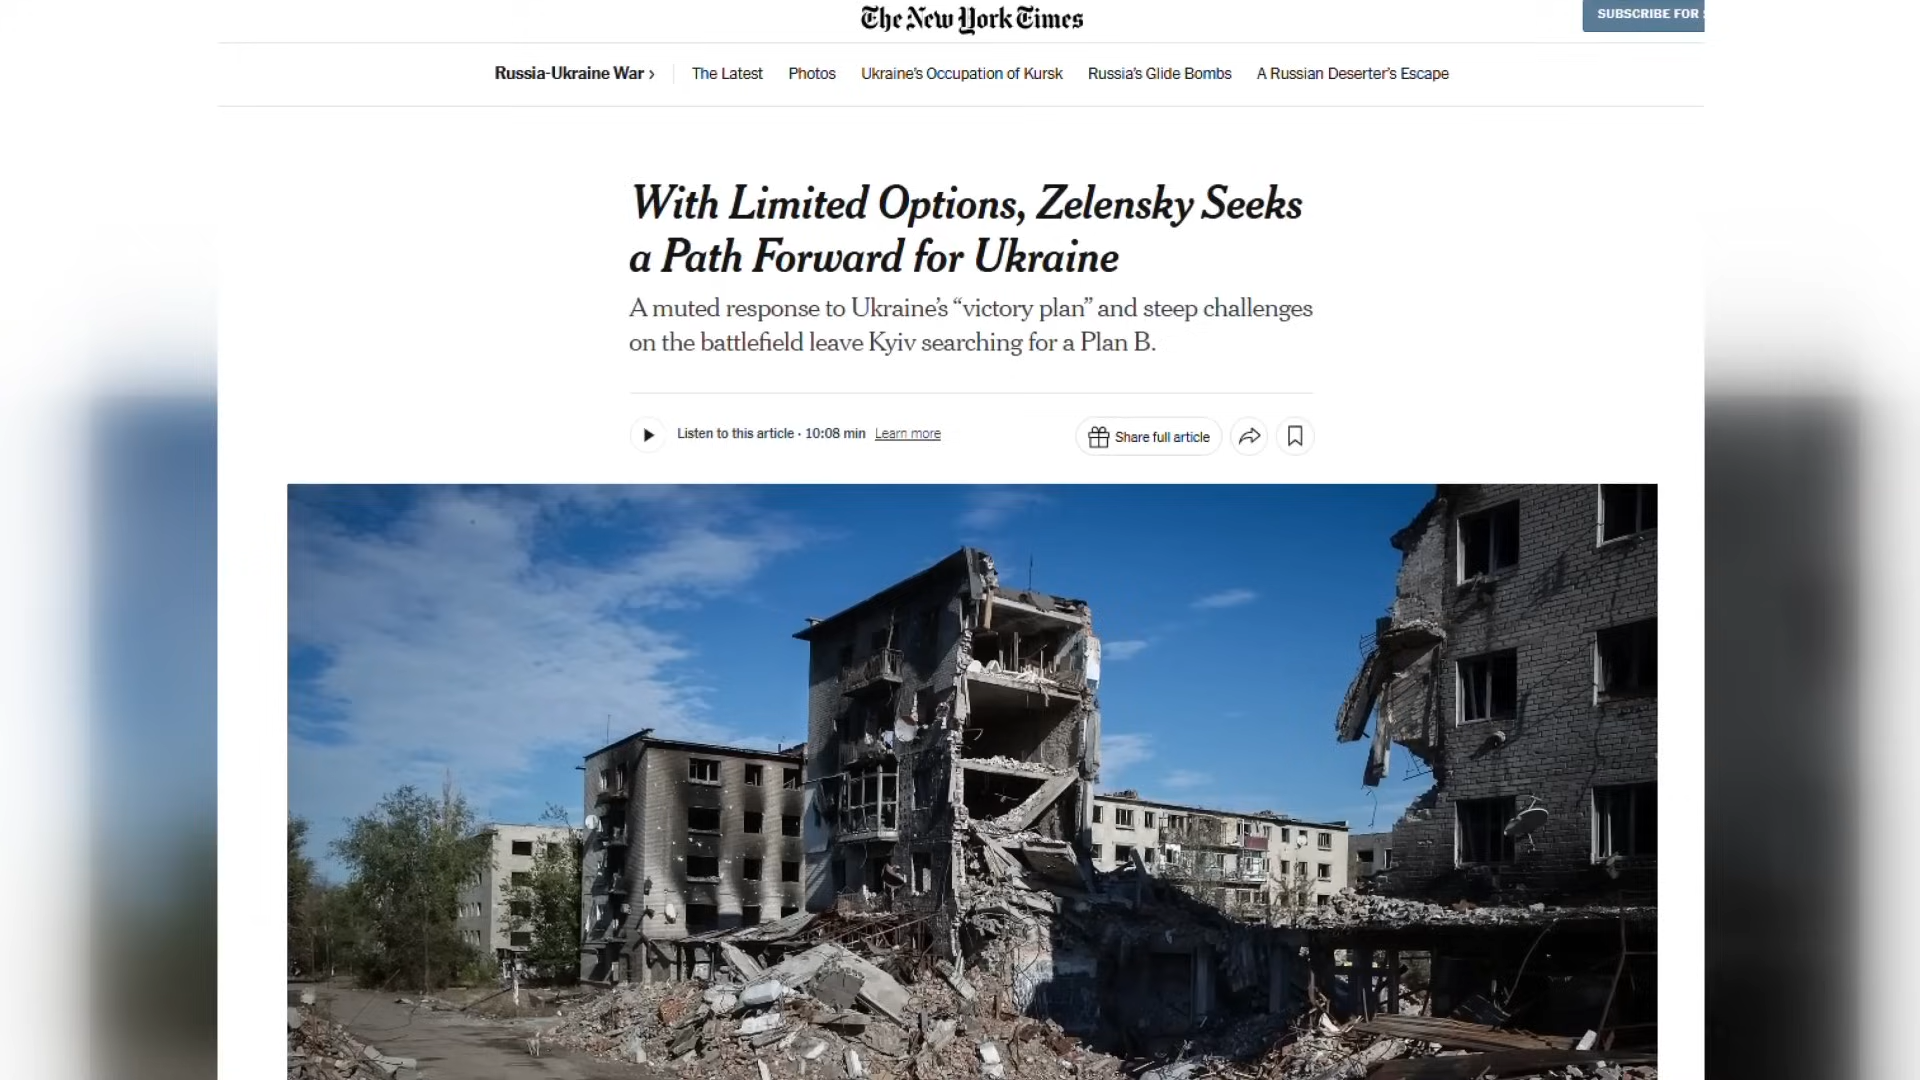 The New York Times
SUBSCRIBE FOR
Russia-Ukraine War ›
The Latest
Photos
Ukraine’s Occupation of Kursk
Russia’s Glide Bombs
A Russian Deserter’s Escape
With Limited Options, Zelensky Seeks
a Path Forward for Ukraine
A muted response to Ukraine’s “victory plan” and steep challenges
on the battlefield leave Kyiv searching for a Plan B.
Listen to this article · 10:08 min Learn more
Share full article